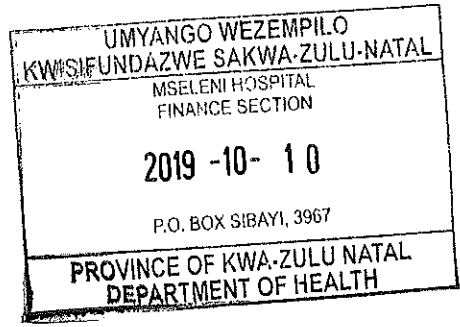 UMYANGO WEZEMPILO
KWISIFUNDAZWE SAKWA-ZULU-NATAL
MSELENI HOSPITAL
FINANCE SECTION
2019 -10- 10
P.O. BOX SIBAYI, 3967
PROVINCE OF KWA-ZULU NATAL
DEPARTMENT OF HEALTH